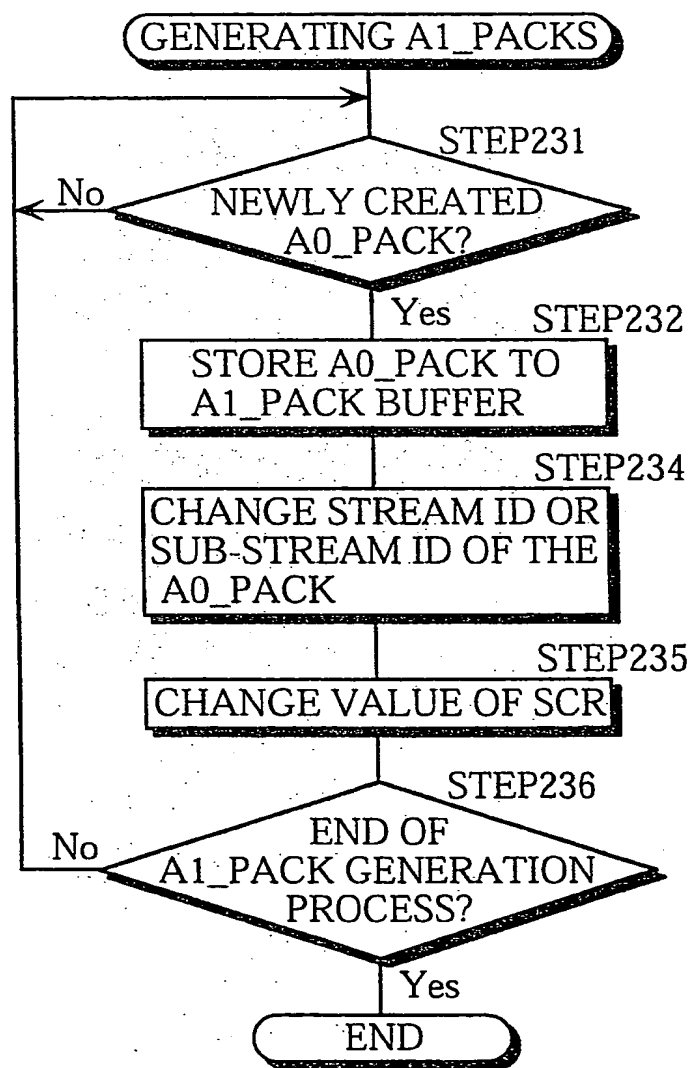 GENERATING A1_PACKS
STEP231
No
NEWLY CREATED
A0_PACK?
Yes
STEP232
STORE A0_PACK TO
A1_PACK BUFFER
STEP234
CHANGE STREAM ID OR
SUB-STREAM ID OF THE
A0_PACK
STEP235
CHANGE VALUE OF SCR
STEP236
No
END OF
A1_PACK GENERATION
PROCESS?
Yes
END